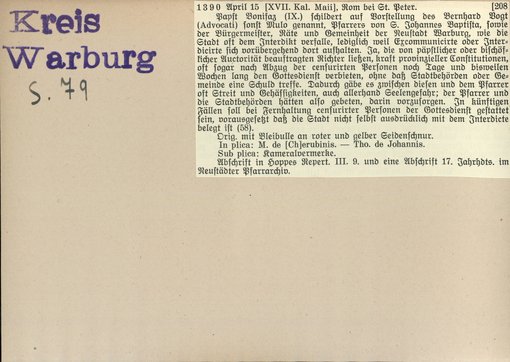 Kreis
Warburg
S. 79
1390 April 15 [XVII. Kal. Maii], Rom bei St. Peter. [208
Papst Bonifaz (IX.) schildert auf Vorstellung des Bernhard Vogt
(Advocati) sonst Mulo genannt, Pfarrers von S. Johannes Baptista, sowie
der Bürgermeister, Räte und Gemeinheit der Neustadt Warburg, wie die
Stadt oft dem Interdikt verfalle, lediglich weil Excommunicirte oder Inter-
dicirte sich vorübergehend dort aufhalten. Ja, die von päpstlicher oder bischöf-
licher Auctorität beauftragten Richter ließen, kraft provinzieller Constitutionen,
oft sogar nach Abzug der censurirten Personen noch Tage und bisweilen
Wochen lang den Gottesdienst verbieten, ohne daß Stadtbehörden oder Ge-
meinde eine Schuld treffe. Dadurch gäbe es zwischen diesen und dem Pfarrer
oft Streit und Gehässigkeiten, auch allerhand Seelengefahr; der Pfarrer und
die Stadtbehörden hätten also gebeten, darin vorzusorgen. In künftigen
Fällen soll bei Fernhaltung censurirter Personen der Gottesdienst gestattet
sein, vorausgesetzt daß die Stadt nicht selbst ausdrücklich mit dem Interdicte
belegt ist (58).
Orig. mit Bleibulle an roter und gelber Seidenschnur.
In plica: M. de [Ch]erubinis. — Tho. de Johannis.
Sub plica: Kameralvermerke.
Abschrift in Hoppes Repert. III. 9. und eine Abschrift 17. Jahrhdts. im
Neustädter Pfarrarchiv.